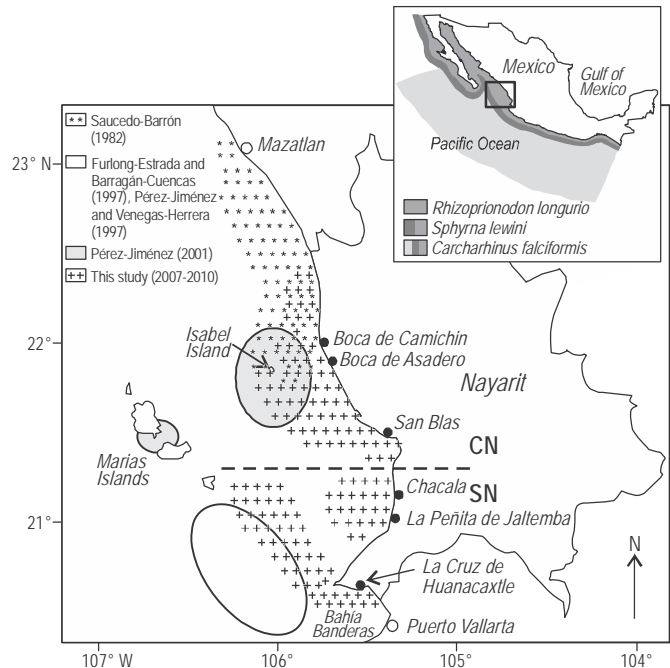 Mexico
Gulf of
Mexico
Pacific Ocean
Rhizoprionodon longurio
Sphyrna lewini
Carcharhinus falciformis
Saucedo-Barrón
(1982)
Furlong-Estrada and
Barragán-Cuencas
(1997), Pérez-Jiménez
and Venegas-Herrera
(1997)
Pérez-Jiménez (2001)
This study (2007-2010)
Mazatlan
23° N
22°
21°
Isabel
Island
Boca de Camichin
Boca de Asadero
Nayarit
San Blas
CN
Marias
Islands
SN
Chacala
La Peñita de Jaltemba
La Cruz de
Huanacaxtle
N
Bahía
Banderas
Puerto Vallarta
107° W
106°
105°
104°